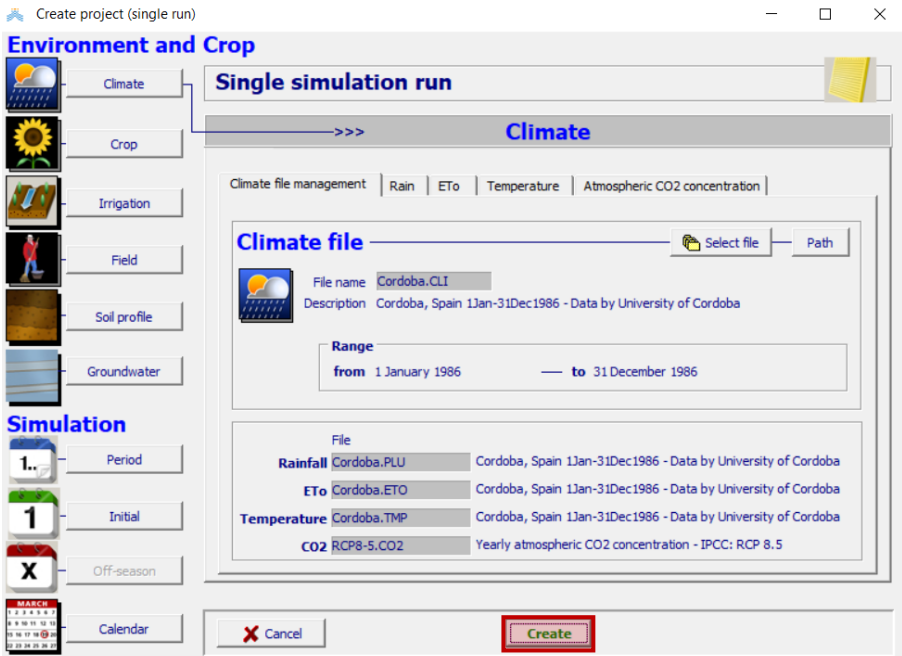 Create project (single run)
Environment and Crop
Climate
Crop
Irrigation
Field
Soil profile
Groundwater
Simulation
1..
Period
1
Initial
X
Off-season
MARCH
Calendar
Single simulation run
>>> Climate
Climate file management Rain ETo Temperature Atmospheric CO2 concentration
Climate file Select file Path
File name Cordoba.CLI
Description Cordoba, Spain 1Jan-31Dec1986 - Data by University of Cordoba
Range
from 1 January 1986 to 31 December 1986
File
Rainfall Cordoba.PLU Cordoba, Spain 1Jan-31Dec1986 - Data by University of Cordoba
ETo Cordoba.ETO Cordoba, Spain 1Jan-31Dec1986 - Data by University of Cordoba
Temperature Cordoba.TMP Cordoba, Spain 1Jan-31Dec1986 - Data by University of Cordoba
CO2 RCP8-5.CO2 Yearly atmospheric CO2 concentration - IPCC: RCP 8.5
Cancel Create